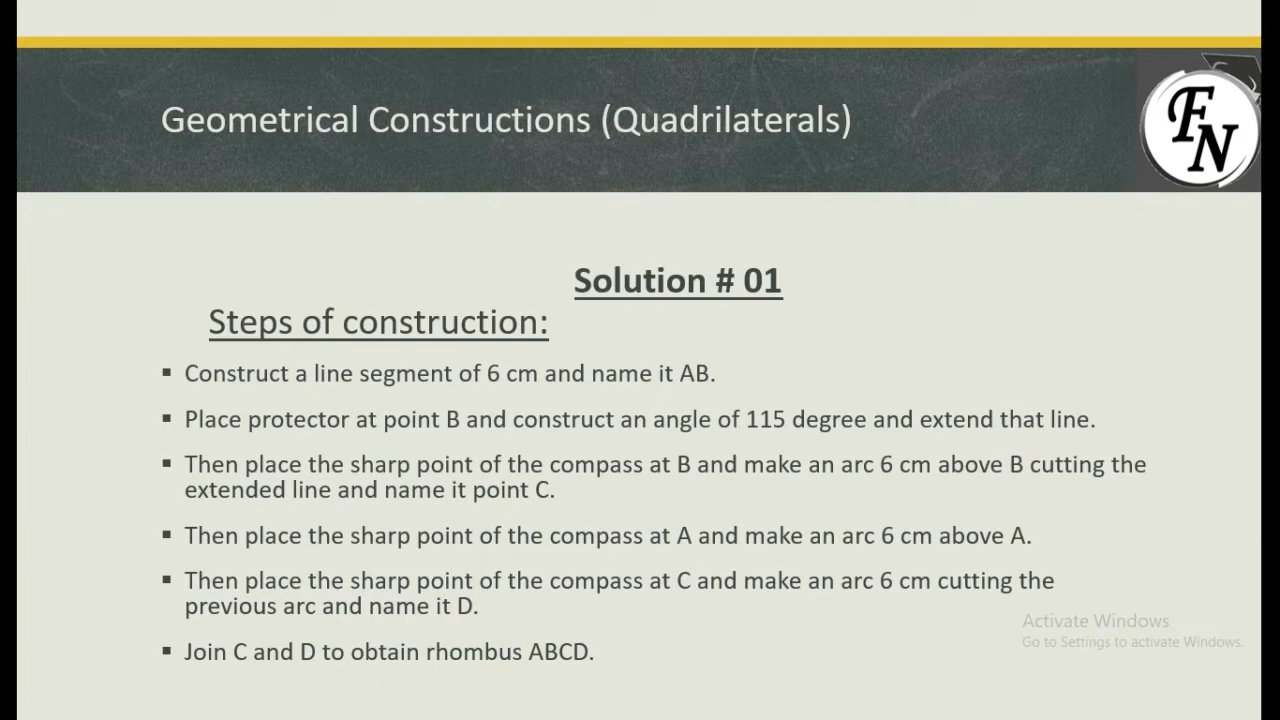 Geometrical Constructions (Quadrilaterals)
FN
Solution # 01
Steps of construction:
▪ Construct a line segment of 6 cm and name it AB.
▪ Place protector at point B and construct an angle of 115 degree and extend that line.
▪ Then place the sharp point of the compass at B and make an arc 6 cm above B cutting the
extended line and name it point C.
▪ Then place the sharp point of the compass at A and make an arc 6 cm above A.
▪ Then place the sharp point of the compass at C and make an arc 6 cm cutting the
previous arc and name it D.
▪ Join C and D to obtain rhombus ABCD.
Activate Windows
Go to Settings to activate Windows.